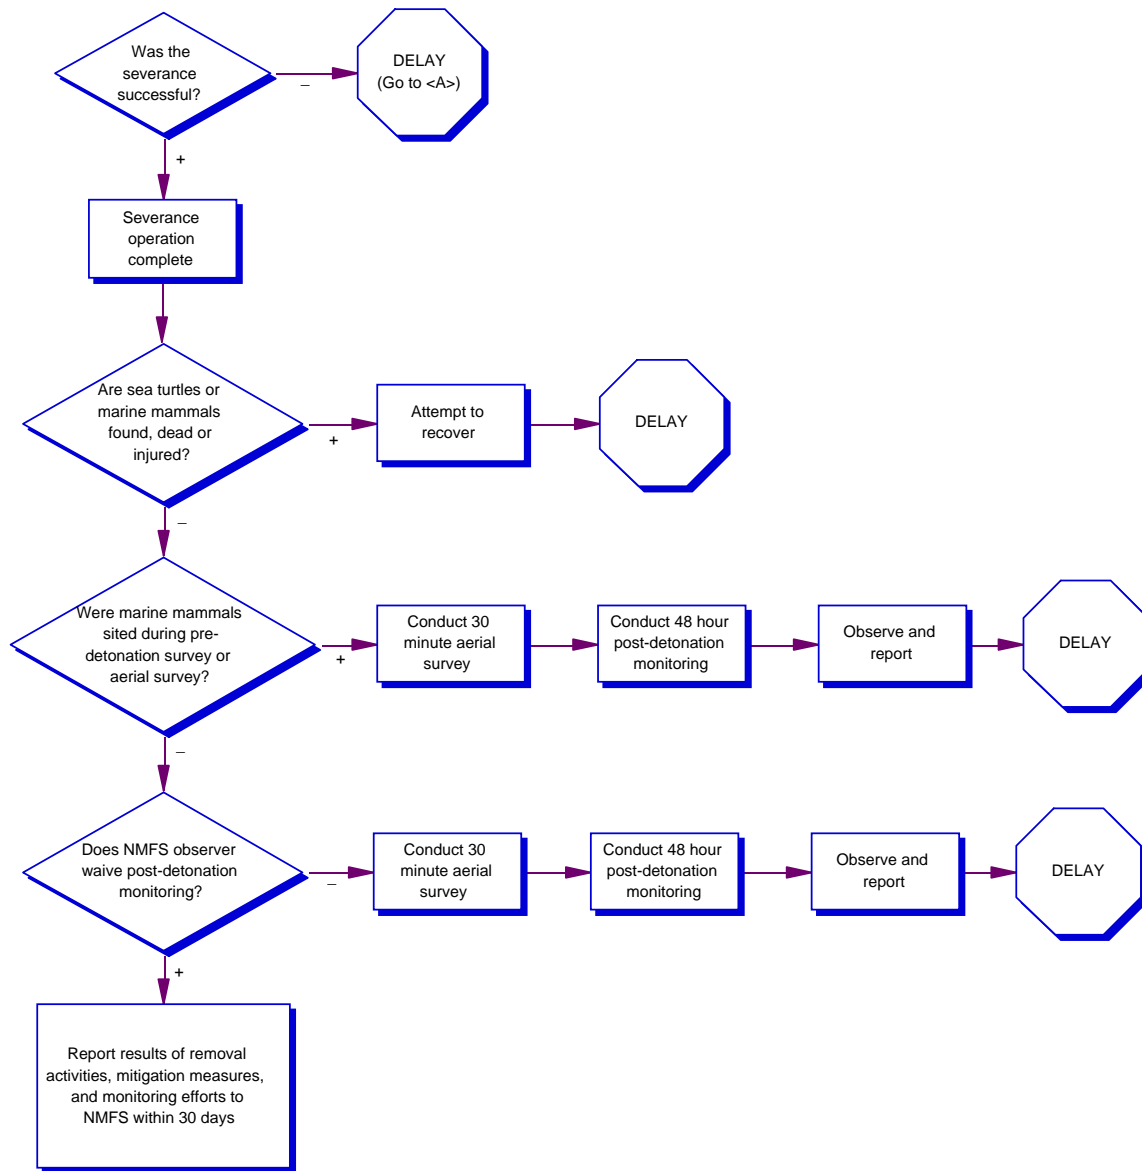 Was the
severance
successful?
–
DELAY
(Go to <A>)
+
Severance
operation
complete
Are sea turtles or
marine mammals
found, dead or
injured?
+
Attempt to
recover
DELAY
–
Were marine mammals
sited during pre-
detonation survey or
aerial survey?
+
Conduct 30
minute aerial
survey
Conduct 48 hour
post-detonation
monitoring
Observe and
report
DELAY
–
Does NMFS observer
waive post-detonation
monitoring?
–
Conduct 30
minute aerial
survey
Conduct 48 hour
post-detonation
monitoring
Observe and
report
DELAY
+
Report results of removal
activities, mitigation measures,
and monitoring efforts to
NMFS within 30 days